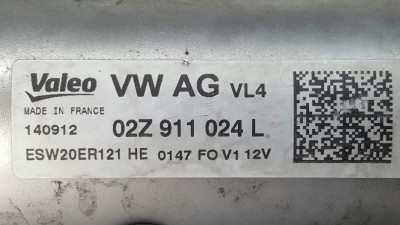 Valeo VW AG VL4
MADE IN FRANCE
140912 02Z 911 024 L
ESW20ER121 HE 0147 FO V1 12V